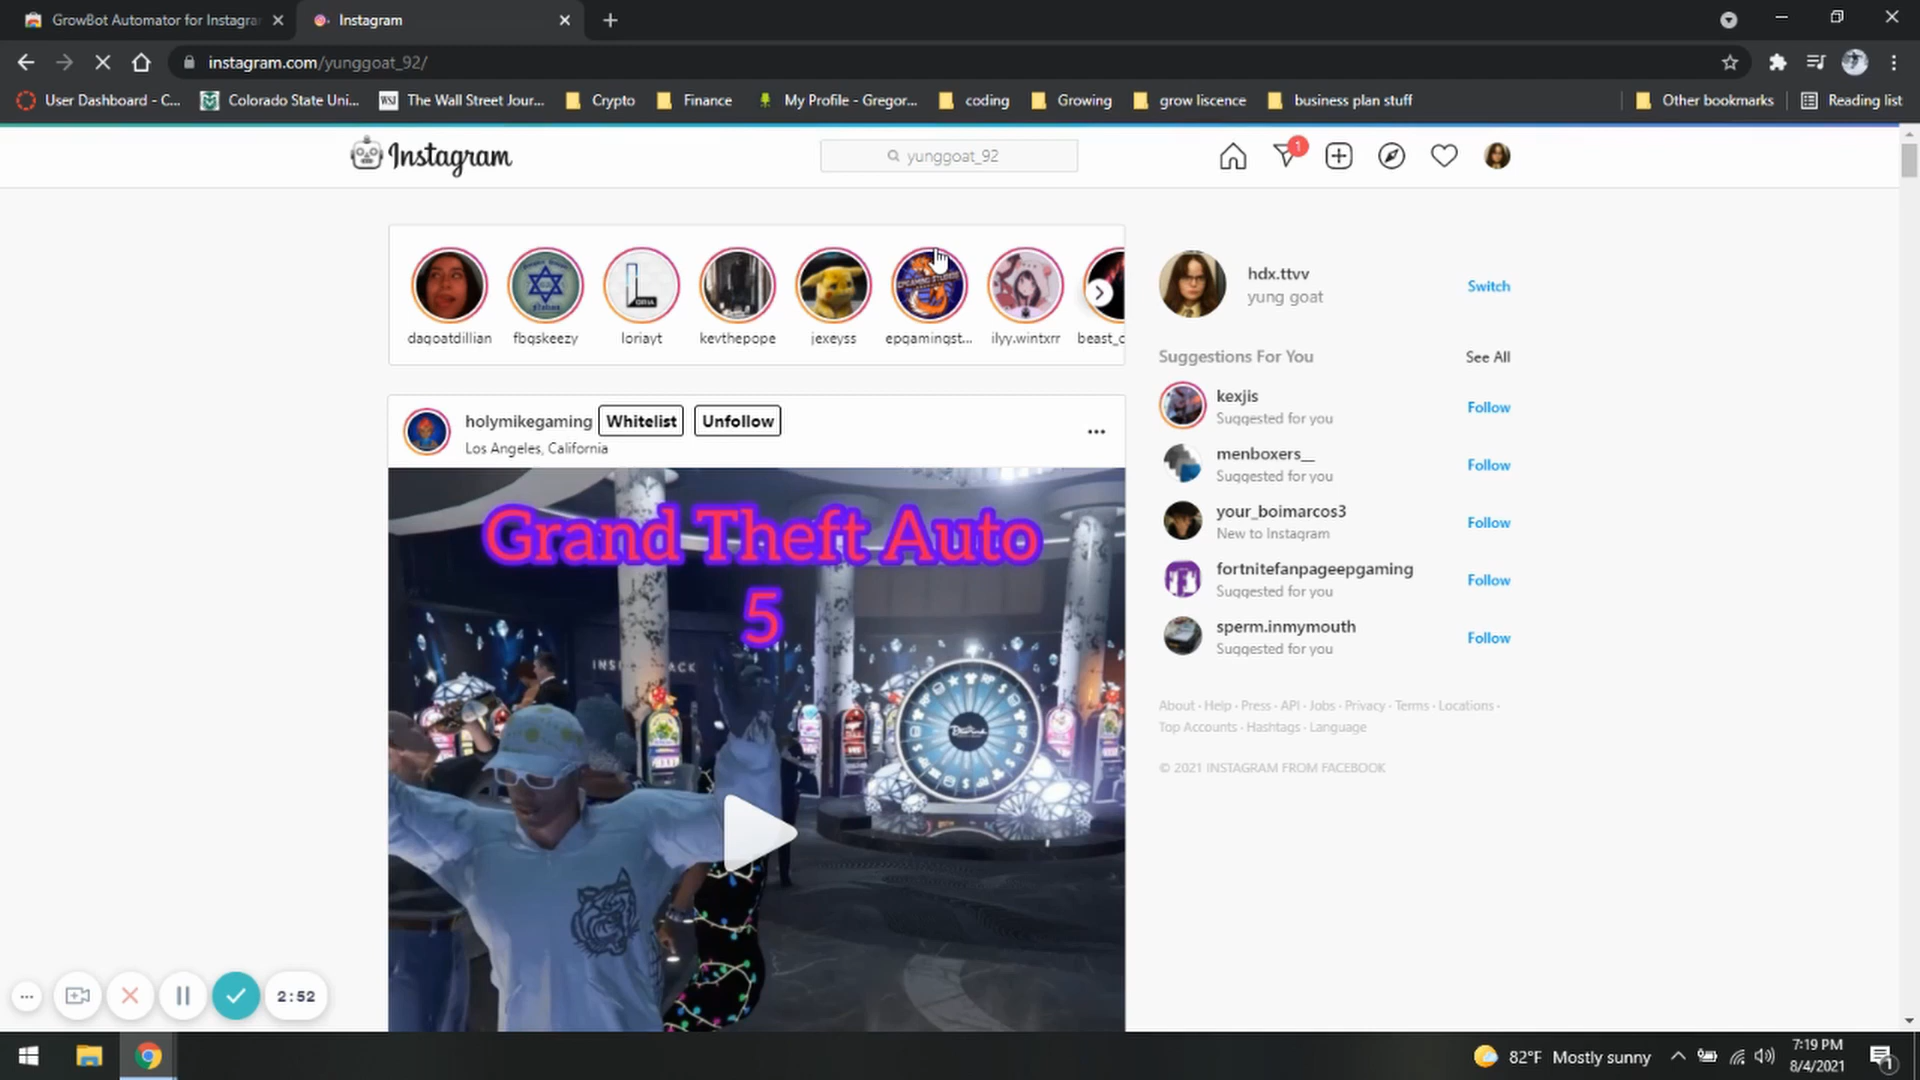 GrowBot Automator for Instagra
Instagram
instagram.com/yunggoat_92/
User Dashboard - C...
Colorado State Uni...
WSJ
The Wall Street Jour...
Crypto
Finance
My Profile - Gregor...
coding
Growing
grow liscence
business plan stuff
Other bookmarks
Reading list
Instagram
yunggoat_92
1
dagoatdillian
fbgskeezy
loriayt
kevthepope
jexeyss
epgamingst...
ilyy.wintxrr
beast_c
hdx.ttvv
yung goat
Switch
Suggestions For You
See All
kexjis
Suggested for you
Follow
menboxers__
Suggested for you
Follow
your_boimarcos3
New to Instagram
Follow
fortnitefanpageepgaming
Suggested for you
Follow
sperm.inmymouth
Suggested for you
Follow
About · Help · Press · API · Jobs · Privacy · Terms · Locations ·
Top Accounts · Hashtags · Language
© 2021 INSTAGRAM FROM FACEBOOK
holymikegaming
Whitelist
Unfollow
Los Angeles, California
Grand Theft Auto
5
2:52
82°F Mostly sunny
7:19 PM
8/4/2021
1